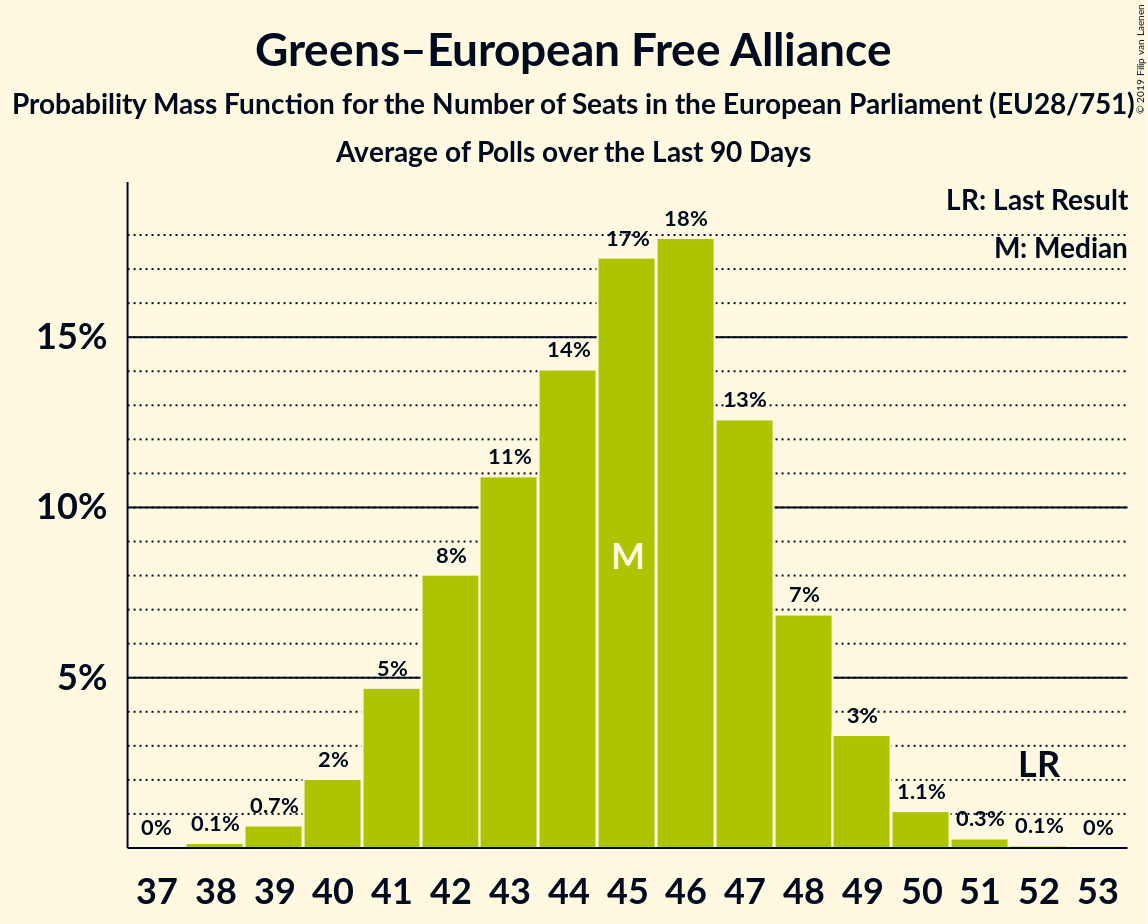 Greens–European Free Alliance
Probability Mass Function for the Number of Seats in the European Parliament (EU28/751)
Average of Polls over the Last 90 Days
© 2019 Filip van Laenen
LR: Last Result
M: Median
15%
10%
5%
0%
0.1%
0.7%
2%
5%
8%
11%
14%
17%
18%
13%
7%
3%
1.1%
0.3%
0.1%
0%
M
LR
37 38 39 40 41 42 43 44 45 46 47 48 49 50 51 52 53